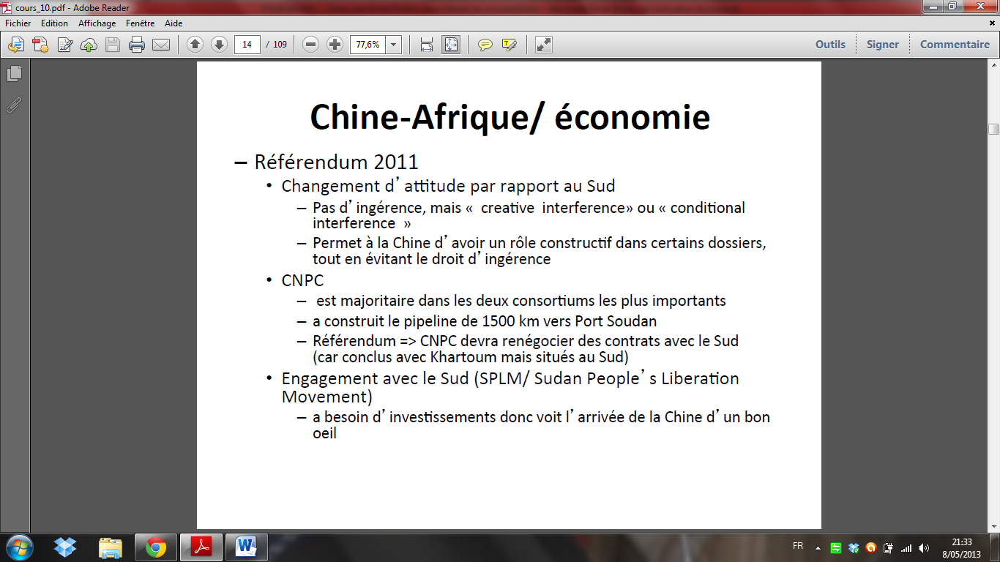 cours_10.pdf - Adobe Reader
Fichier Edition Affichage Fenêtre Aide
14 / 109 77,6% Outils Signer Commentaire
Chine-Afrique/ économie
– Référendum 2011
• Changement d’ attitude par rapport au Sud
– Pas d’ ingérence, mais « creative interference» ou « conditional
interference »
– Permet à la Chine d’ avoir un rôle constructif dans certains dossiers,
tout en évitant le droit d’ ingérence
• CNPC
– est majoritaire dans les deux consortiums les plus importants
– a construit le pipeline de 1500 km vers Port Soudan
– Référendum => CNPC devra renégocier des contrats avec le Sud
(car conclus avec Khartoum mais situés au Sud)
• Engagement avec le Sud (SPLM/ Sudan People’ s Liberation
Movement)
– a besoin d’ investissements donc voit l’ arrivée de la Chine d’ un bon
oeil
FR
21:33
8/05/2013